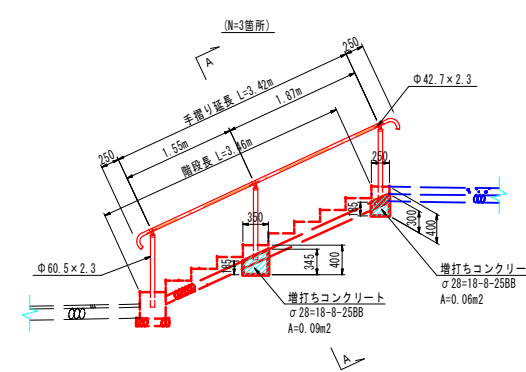 (N=3箇所)
A
250
手摺り延長 L=3.42m
1.87m
Φ42.7×2.3
1.55m
250
階段長 L=3.46m
250
350
185
300
400
Φ60.5×2.3
185
345
400
増打ちコンクリート
σ28=18-8-25BB
A=0.09m2
増打ちコンクリー
σ28=18-8-25BB
A=0.06m2
A